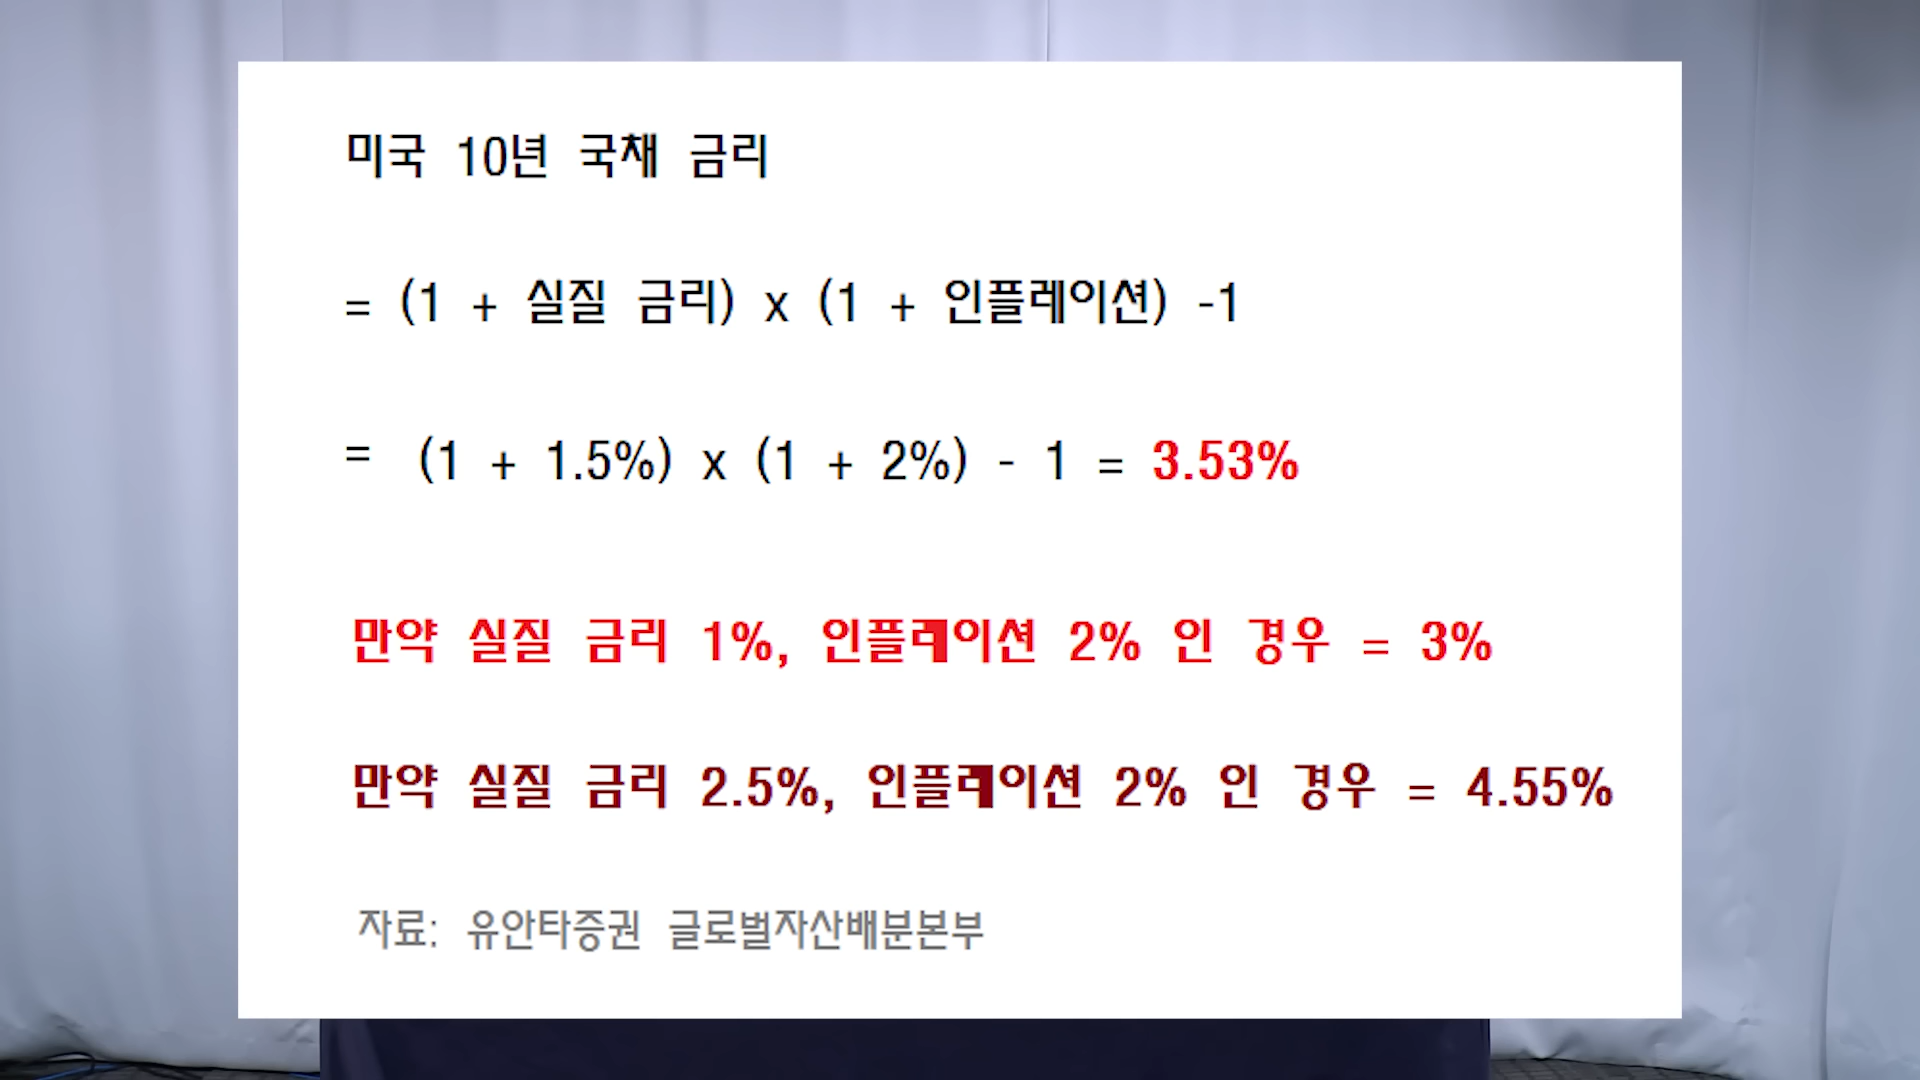 미국 10년 국채 금리
= (1 + 실질 금리) x (1 + 인플레이션) -1
= (1 + 1.5%) x (1 + 2%) - 1 = 3.53%
만약 실질 금리 1%, 인플레이션 2% 인 경우 = 3%
만약 실질 금리 2.5%, 인플레이션 2% 인 경우 = 4.55%
자료: 유안타증권 글로벌자산배분본부